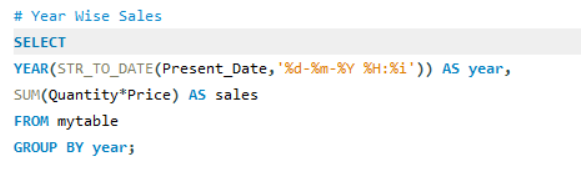 # Year Wise Sales
SELECT
YEAR(STR_TO_DATE(Present_Date,'%d-%m-%Y %H:%i')) AS year,
SUM(Quantity*Price) AS sales
FROM mytable
GROUP BY year;